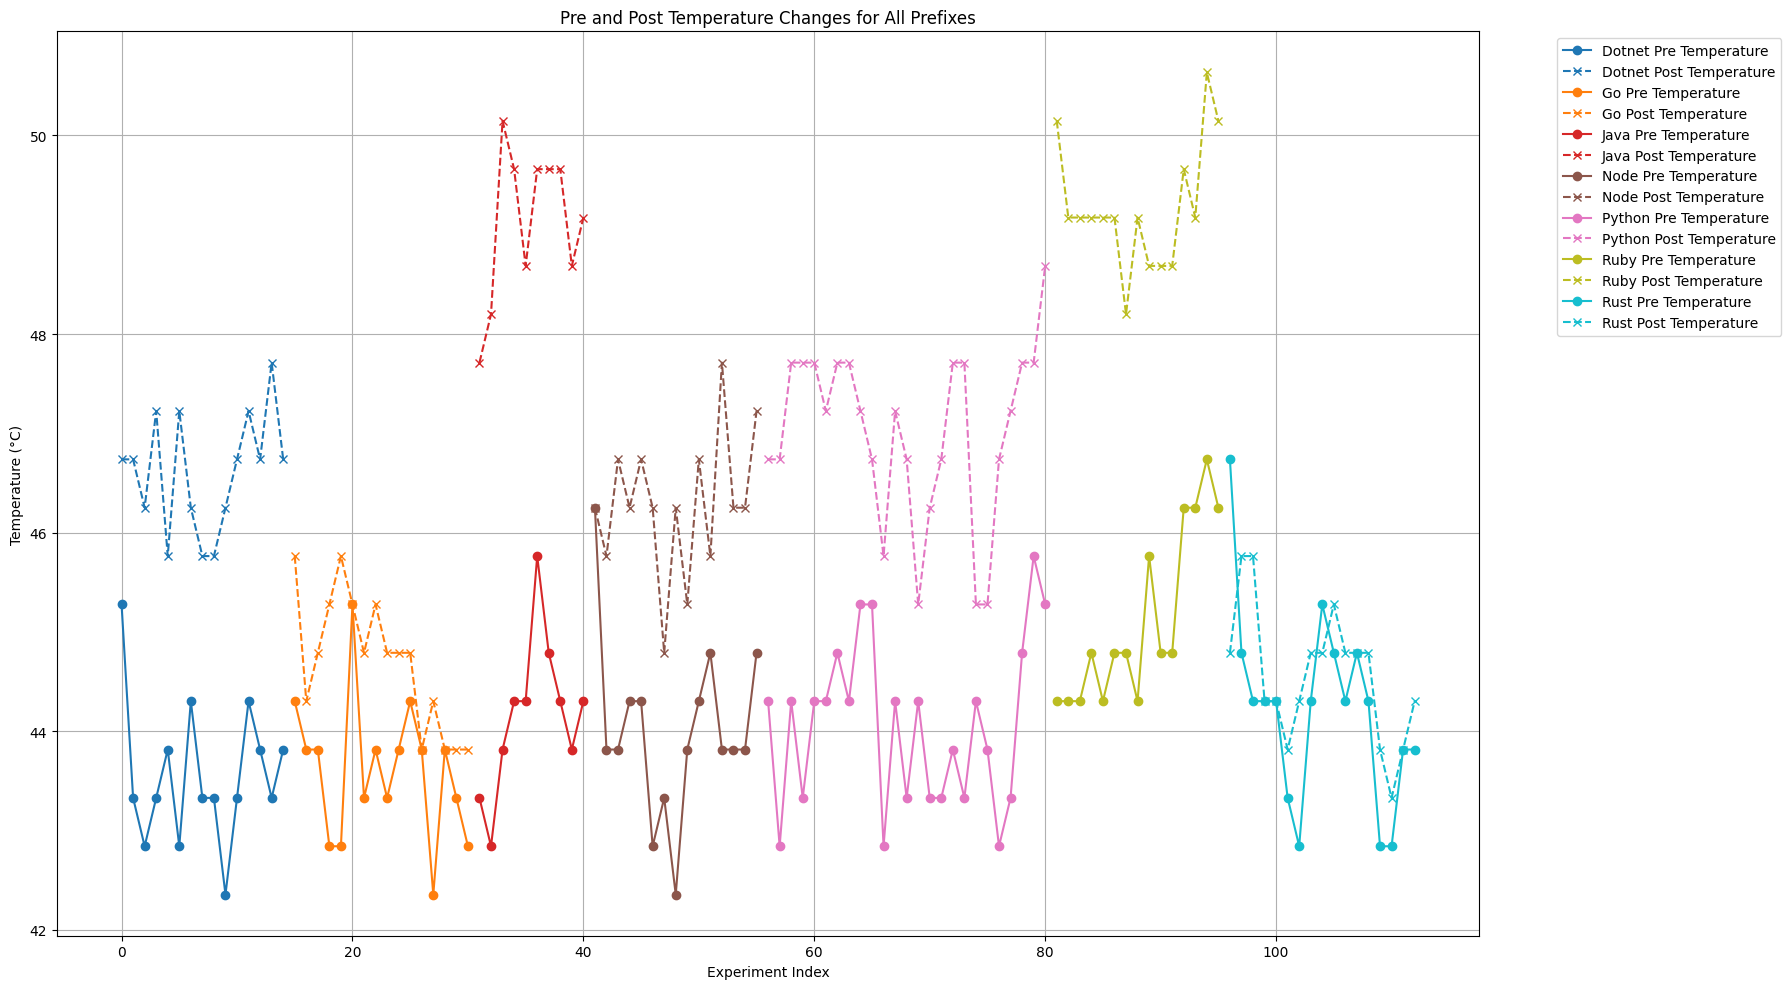 Pre and Post Temperature Changes for All Prefixes
Temperature (°C)
50
48
46
44
42
0
20
40
60
80
100
Experiment Index
Dotnet Pre Temperature
Dotnet Post Temperature
Go Pre Temperature
Go Post Temperature
Java Pre Temperature
Java Post Temperature
Node Pre Temperature
Node Post Temperature
Python Pre Temperature
Python Post Temperature
Ruby Pre Temperature
Ruby Post Temperature
Rust Pre Temperature
Rust Post Temperature